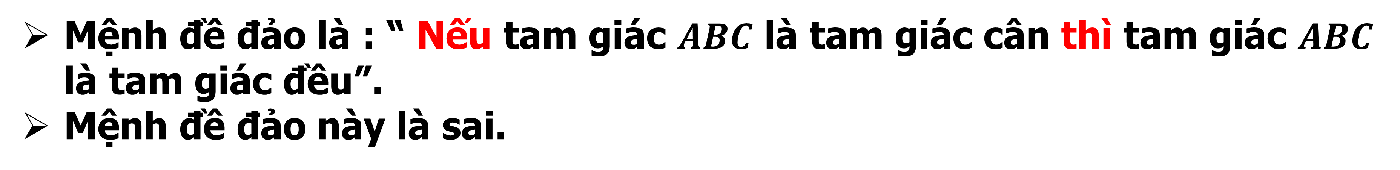 ➢ Mệnh đề đảo là : “ Nếu tam giác ABC là tam giác cân thì tam giác ABC
là tam giác đều”.
➢ Mệnh đề đảo này là sai.